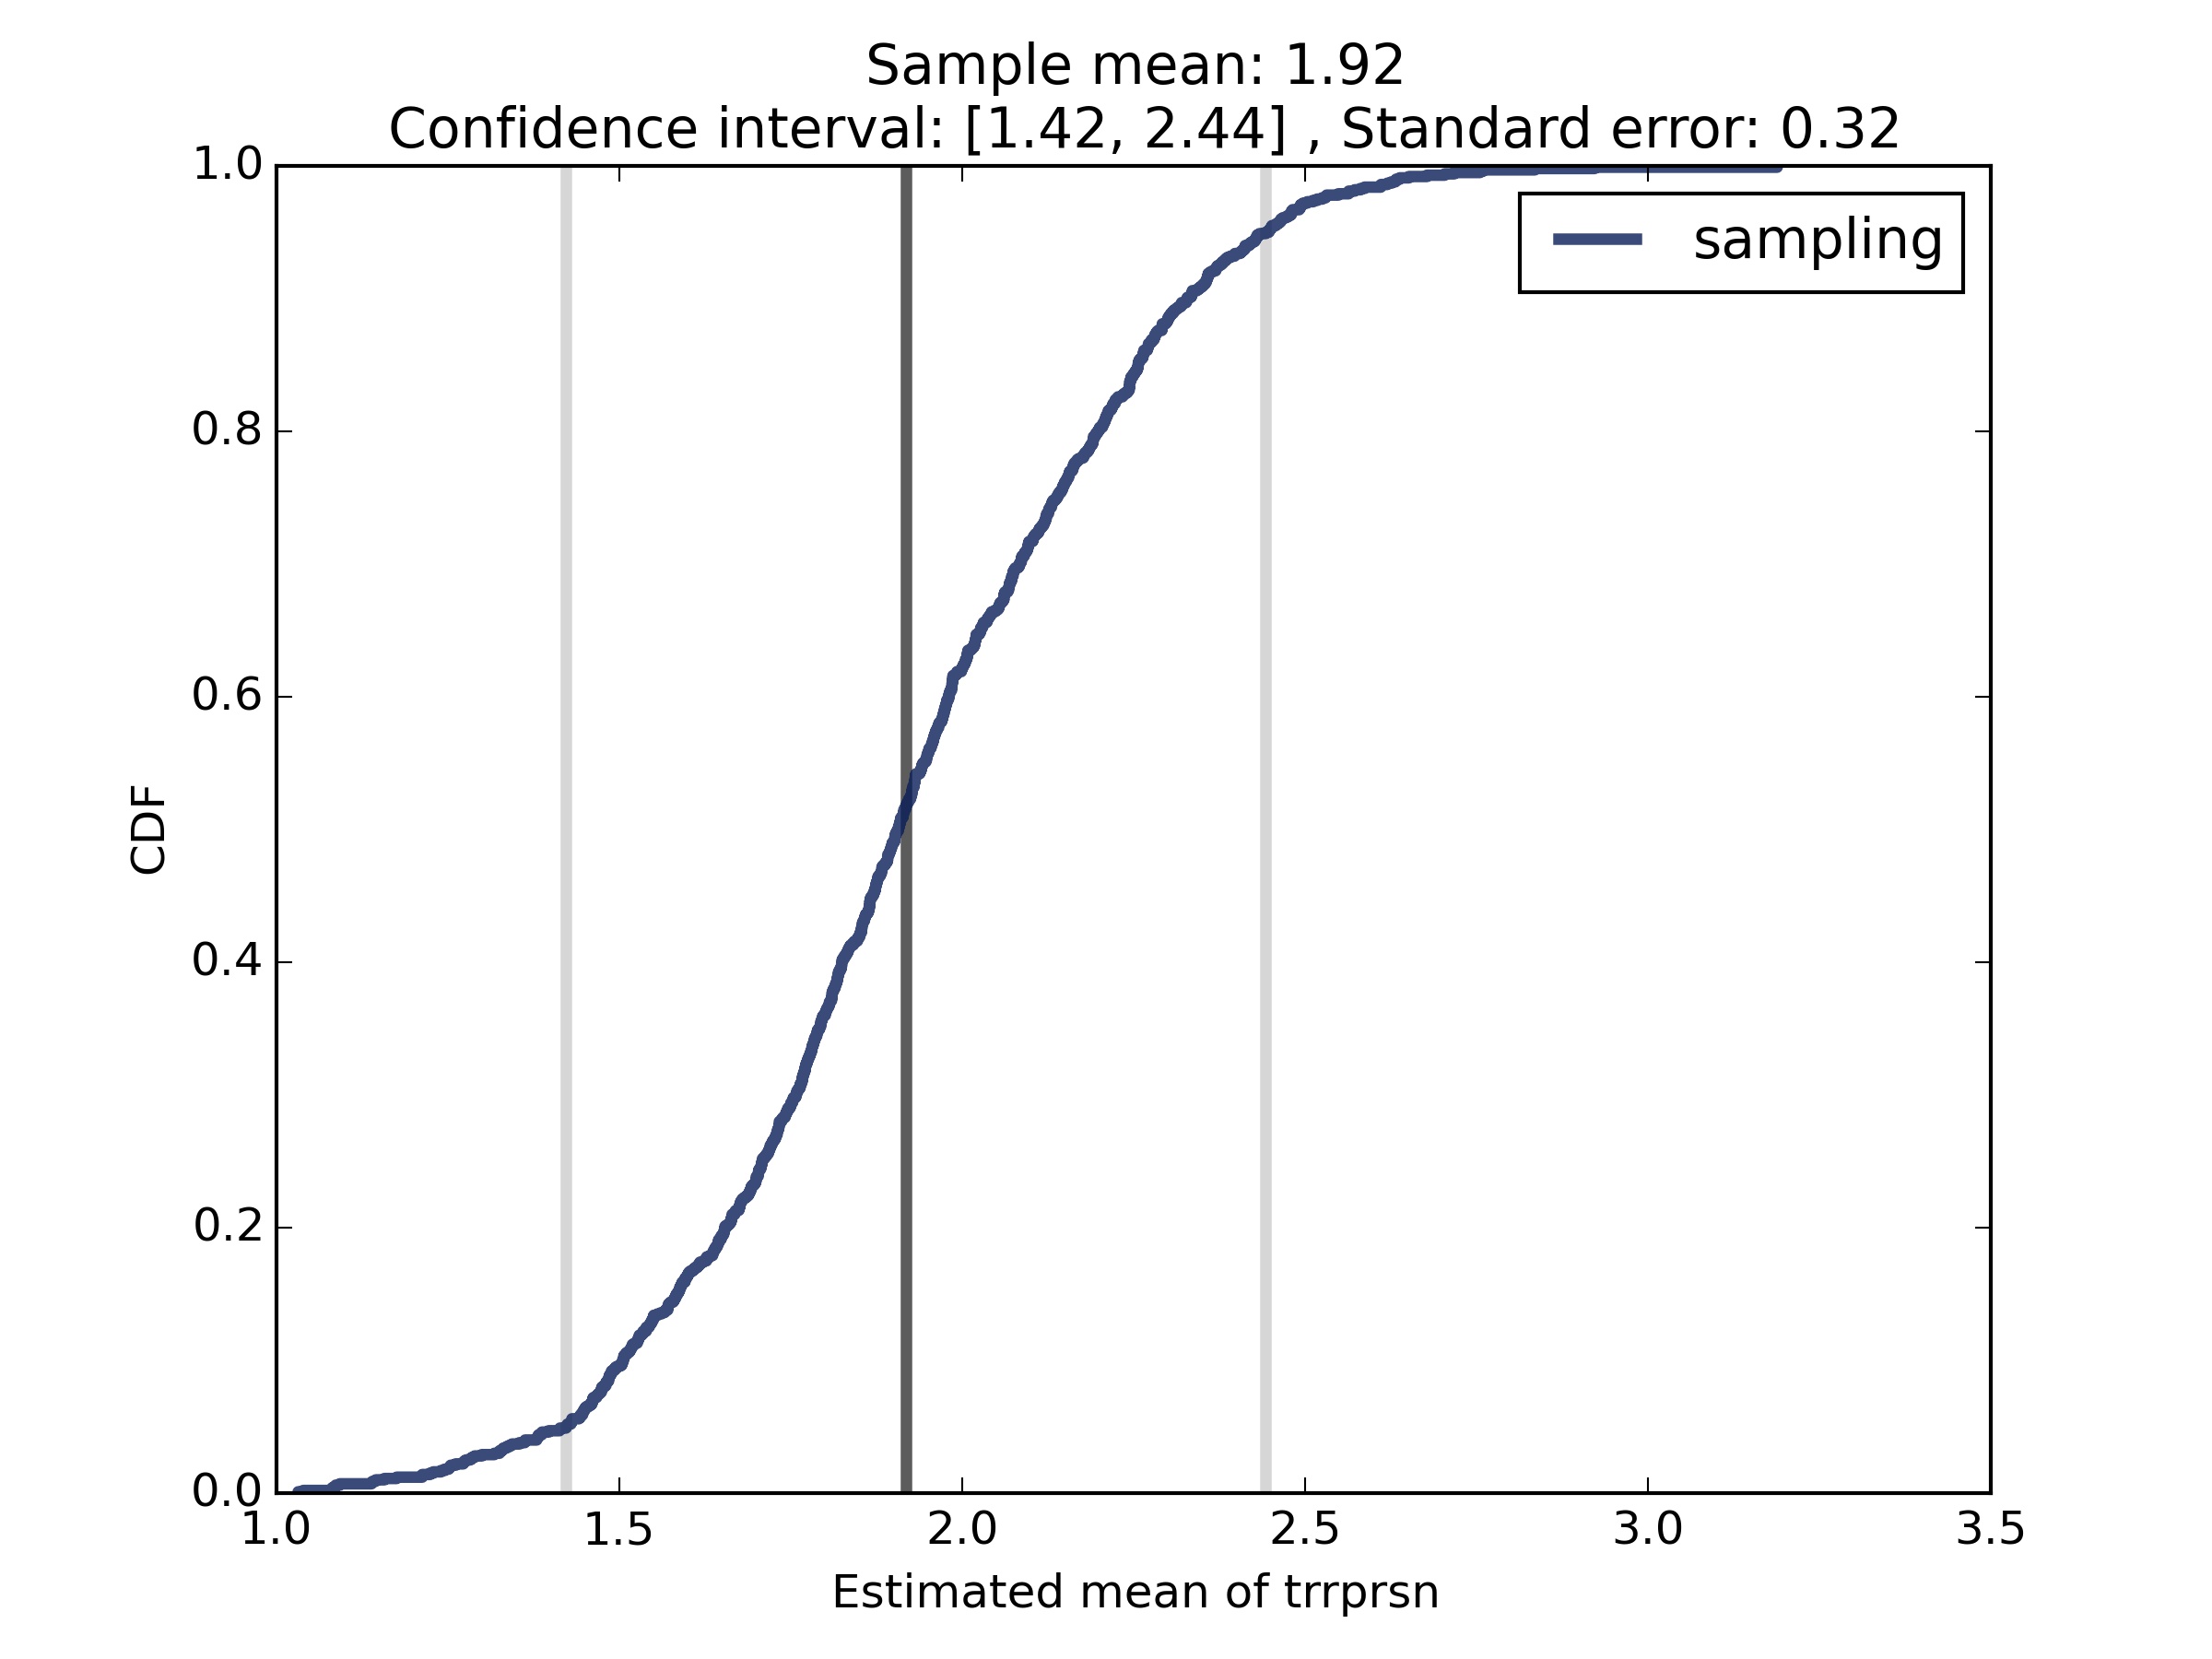 Sample mean: 1.92
Confidence interval: [1.42, 2.44] , Standard error: 0.32
1.0
sampling
0.8
0.6
CDF
0.4
0.2
0.0
1.0 1.5 2.0 2.5 3.0 3.5
Estimated mean of trrprsn